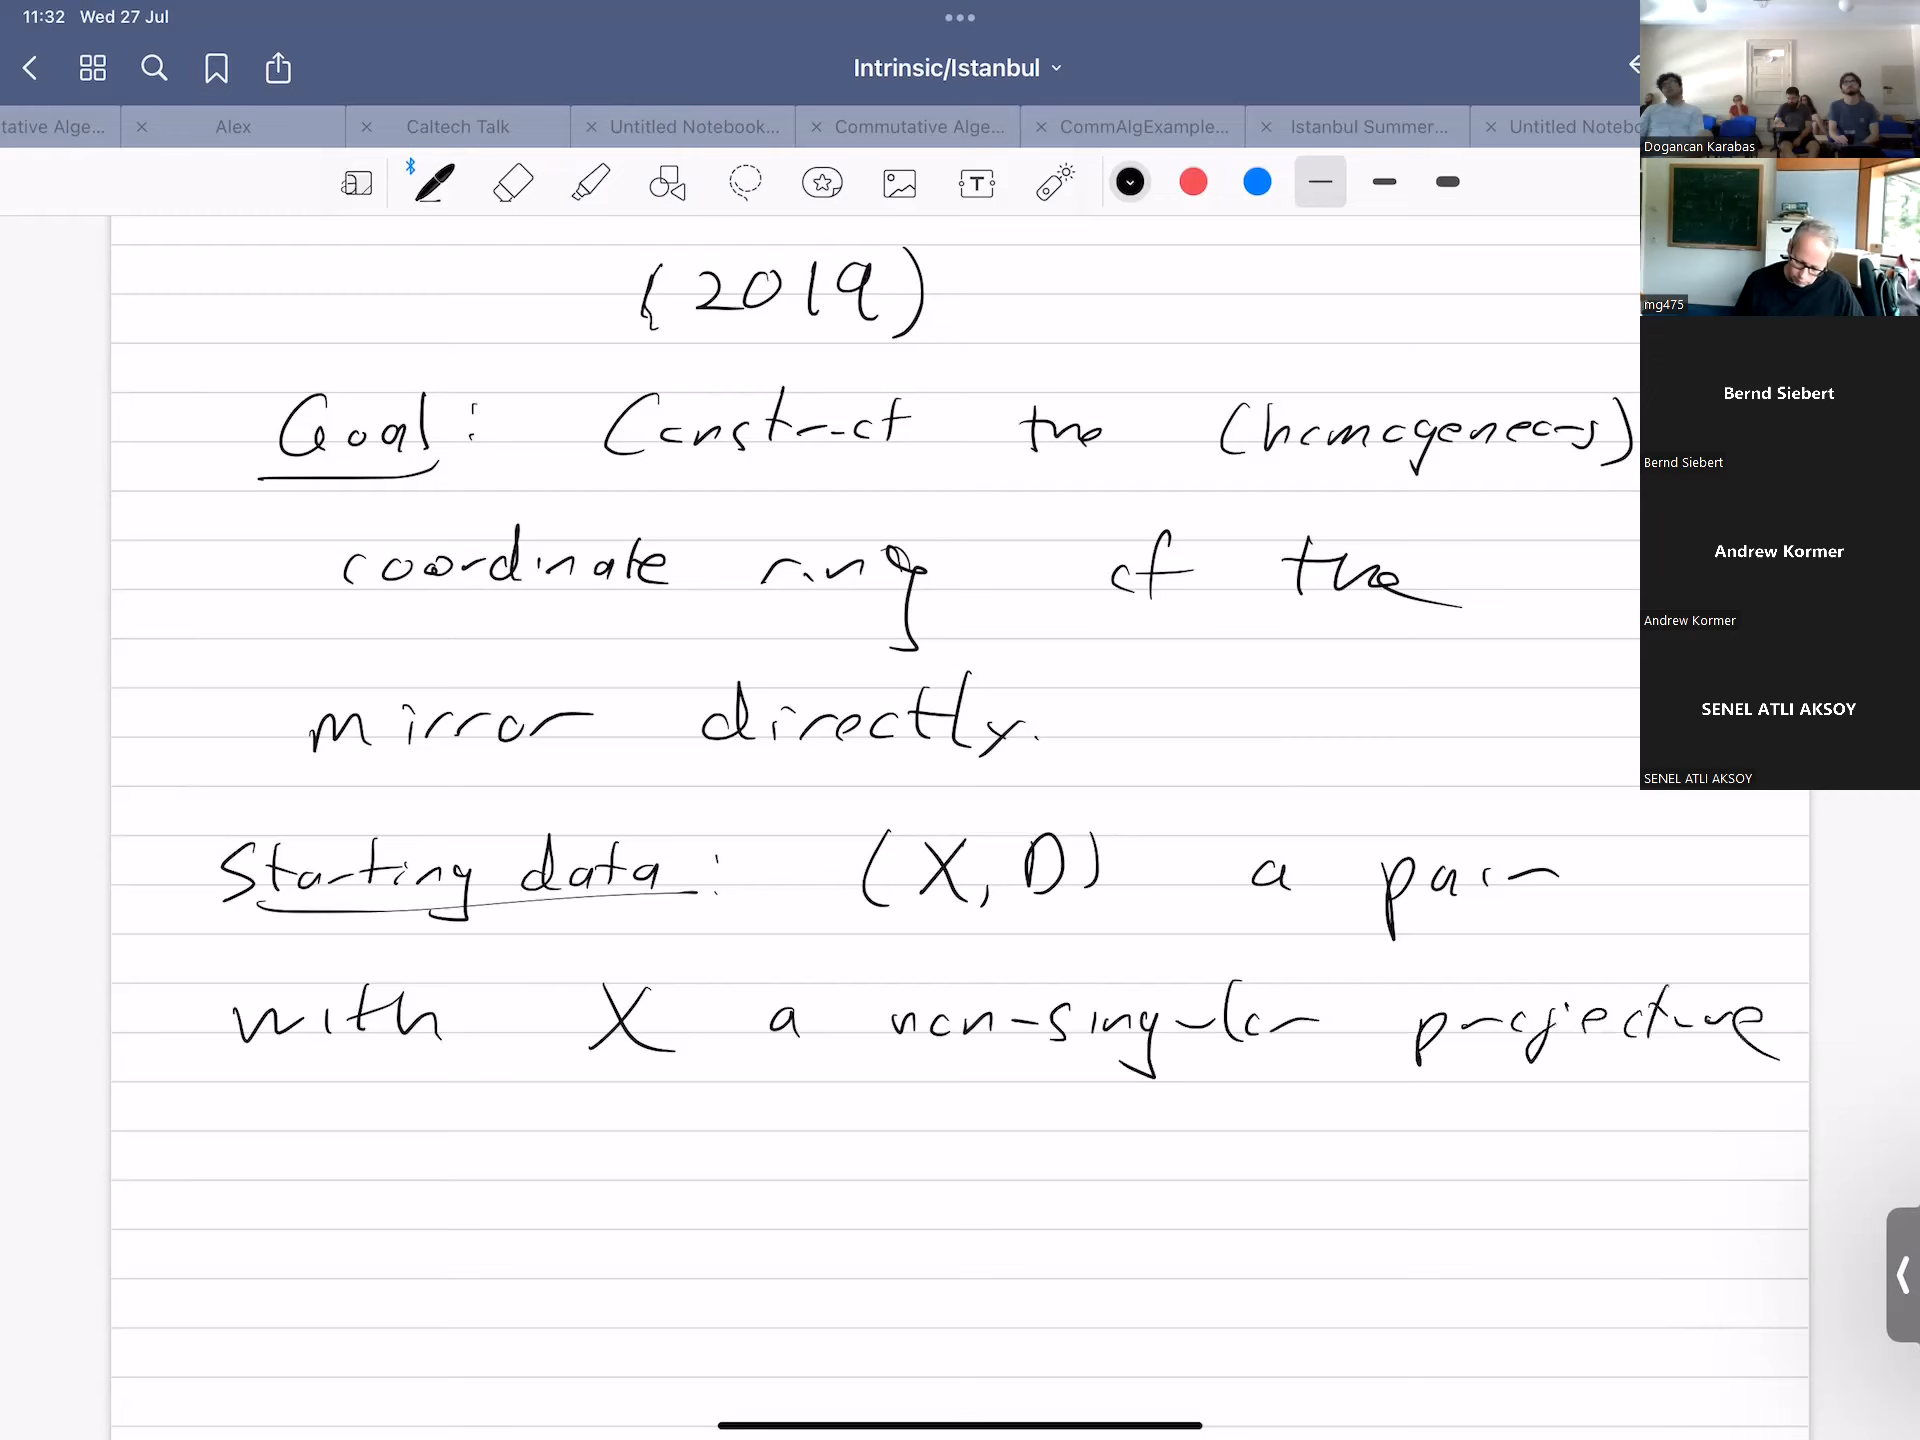 11:32 Wed 27 Jul
Intrinsic/Istanbul
tative Alge...
Alex
Caltech Talk
Untitled Notebook...
Commutative Alge...
CommAlgExample...
Istanbul Summer...
Untitled Notebo
(2019)
Goal: Construct the (homogeneous)
coordinate ring of the
mirror directly.
Starting data: (X, D) a pair
with X a non-singular projective
Dogancan Karabas
mg475
Bernd Siebert
Bernd Siebert
Andrew Kormer
Andrew Kormer
SENEL ATLI AKSOY
SENEL ATLI AKSOY